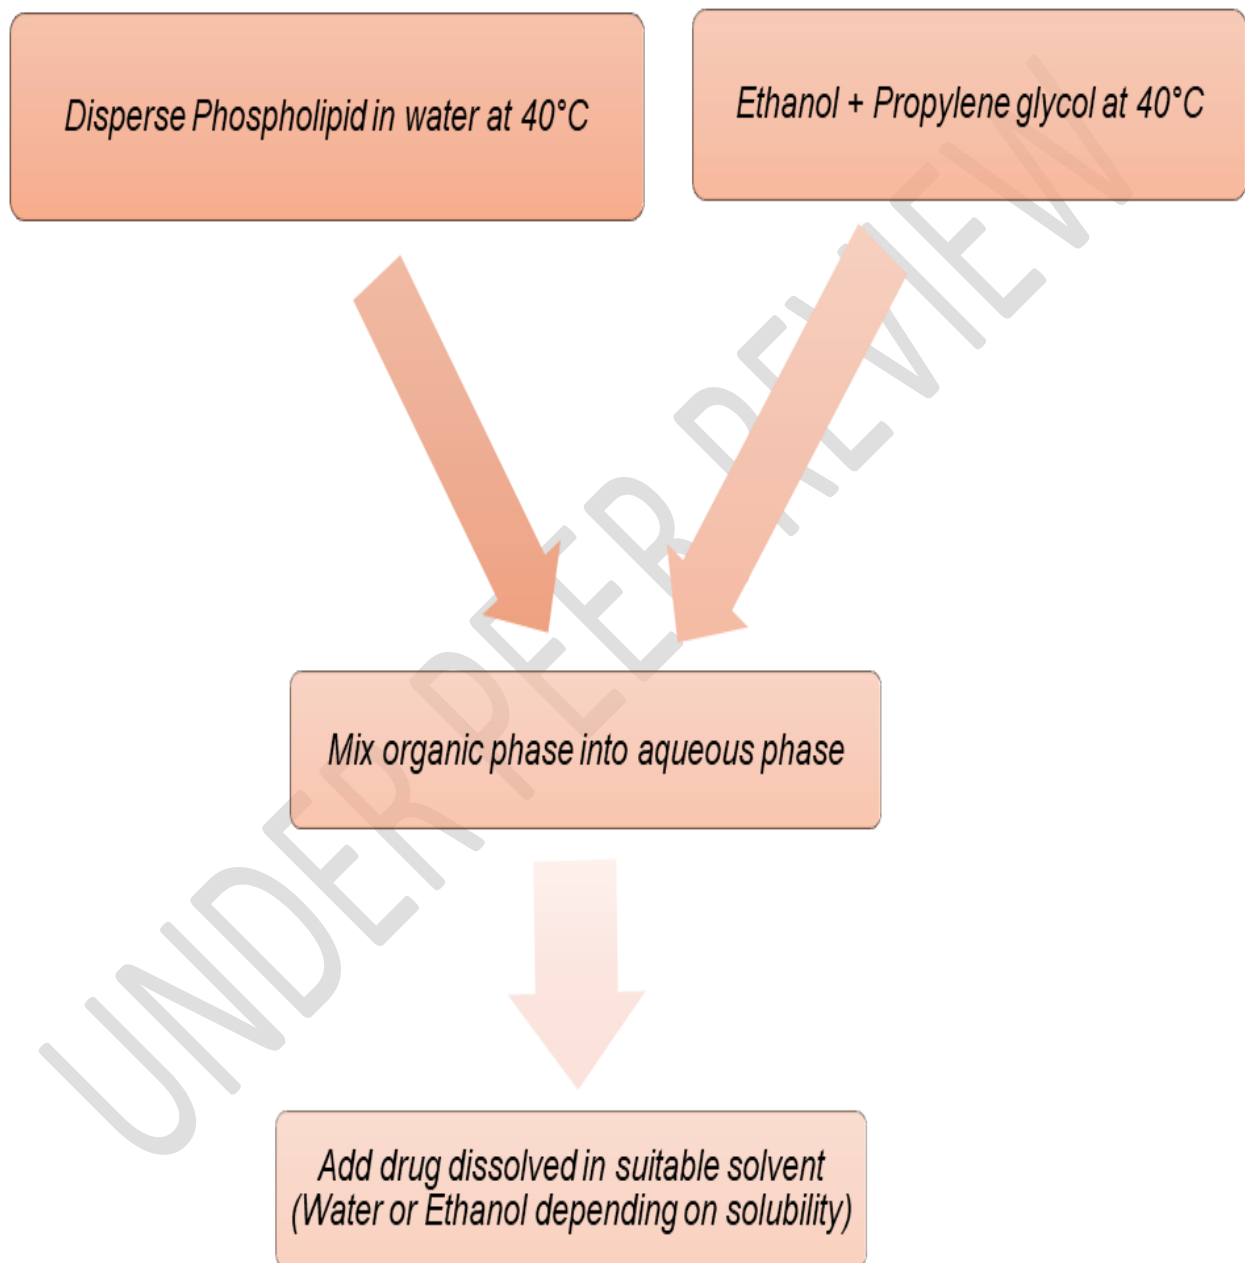 Disperse Phospholipid in water at 40°C
Ethanol + Propylene glycol at 40°C
UNDER PEER REVIEW
Mix organic phase into aqueous phase
Add drug dissolved in suitable solvent
(Water or Ethanol depending on solubility)